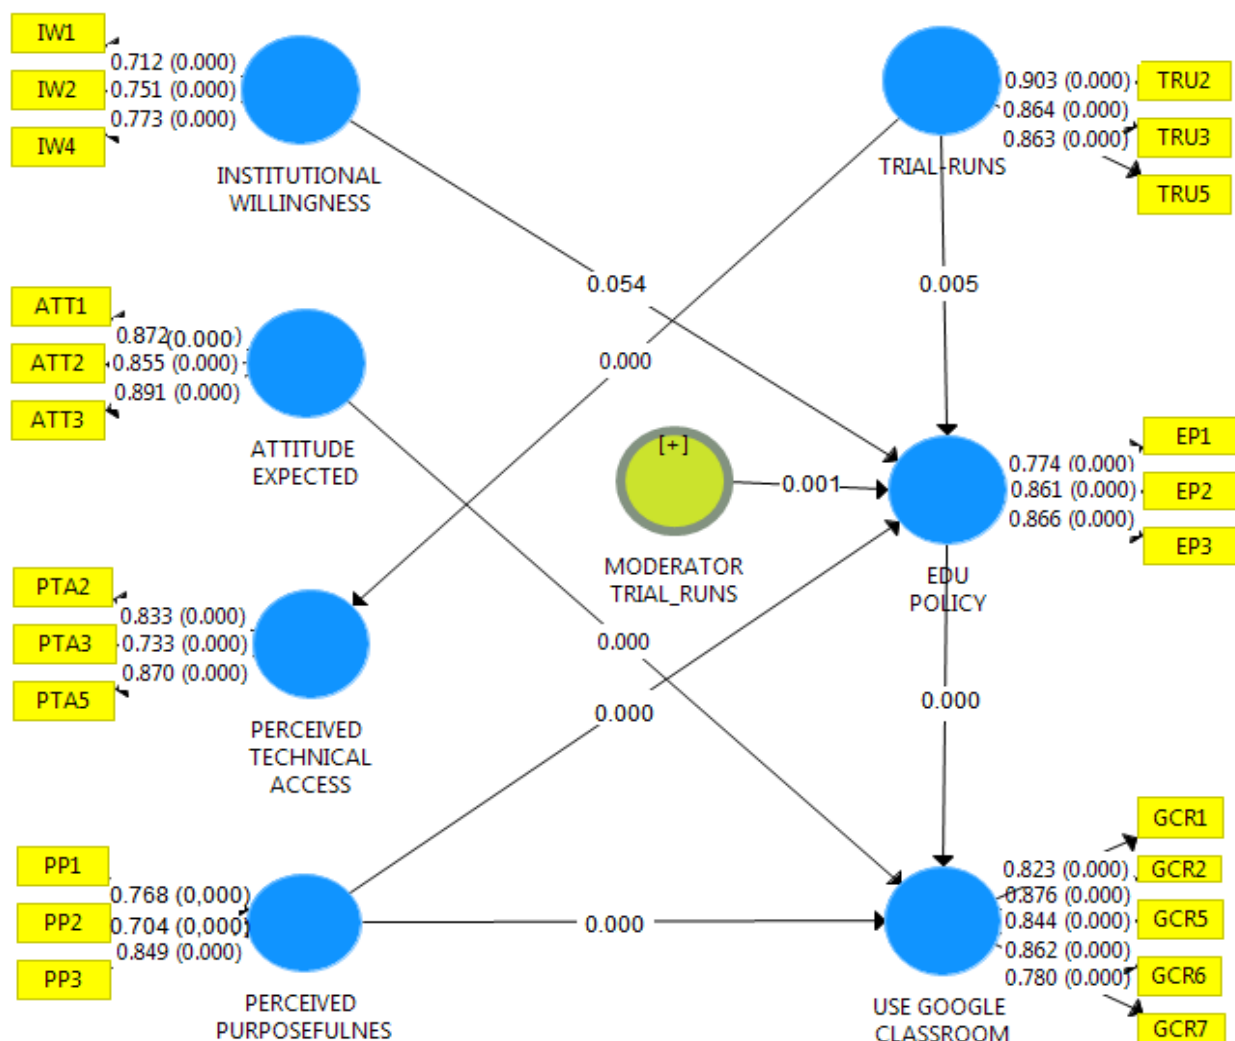 IW1
0.712 (0.000)
IW2
0.751 (0.000)
0.773 (0.000)
IW4
INSTITUTIONAL
WILLINGNESS
0.903 (0.000)
TRU2
0.864 (0.000)
TRU3
0.863 (0.000)
TRU5
TRIAL-RUNS
0.054
0.005
ATT1
0.872(0.000)
ATT2
0.855 (0.000)
0.891 (0.000)
ATT3
ATTITUDE
EXPECTED
0.000
[+]
0.001
MODERATOR
TRIAL_RUNS
EP1
0.774 (0.000)
0.861 (0.000)
EP2
0.866 (0.000)
EP3
EDU
POLICY
PTA2
0.833 (0.000)
PTA3
0.733 (0.000)
0.870 (0.000)
PTA5
PERCEIVED
TECHNICAL
ACCESS
0.000
0.000
0.000
PP1
0.768 (0,000)
PP2
0.704 (0,000)
0.849 (0.000)
PP3
PERCEIVED
PURPOSEFULNES
0.000
GCR1
0.823 (0.000)
GCR2
0.876 (0.000)
0.844 (0.000)
GCR5
0.862 (0.000)
0.780 (0.000)
GCR6
GCR7
USE GOOGLE
CLASSROOM